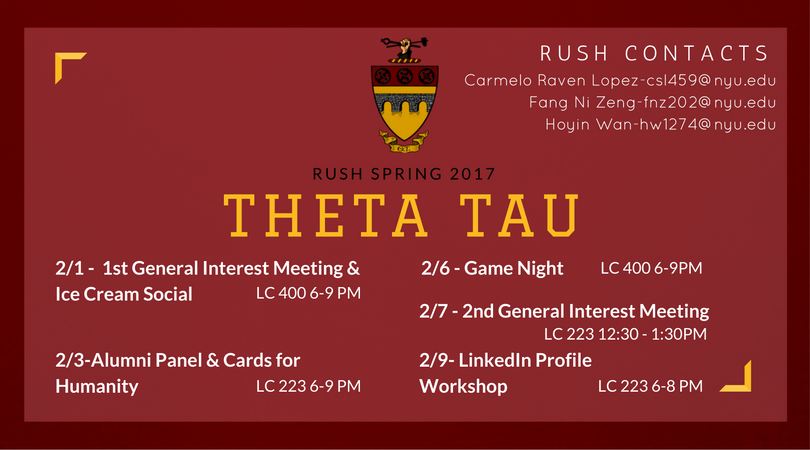 RUSH CONTACTS
Carmelo Raven Lopez-csl459@nyu.edu
Fang Ni Zeng-fnz202@nyu.edu
Hoyin Wan-hw1274@nyu.edu
RUSH SPRING 2017
THETA TAU
2/1 - 1st General Interest Meeting &
Ice Cream Social LC 400 6-9 PM
2/3-Alumni Panel & Cards for
Humanity LC 223 6-9 PM
2/6 - Game Night LC 400 6-9PM
2/7 - 2nd General Interest Meeting
LC 223 12:30 - 1:30PM
2/9- LinkedIn Profile
Workshop LC 223 6-8 PM